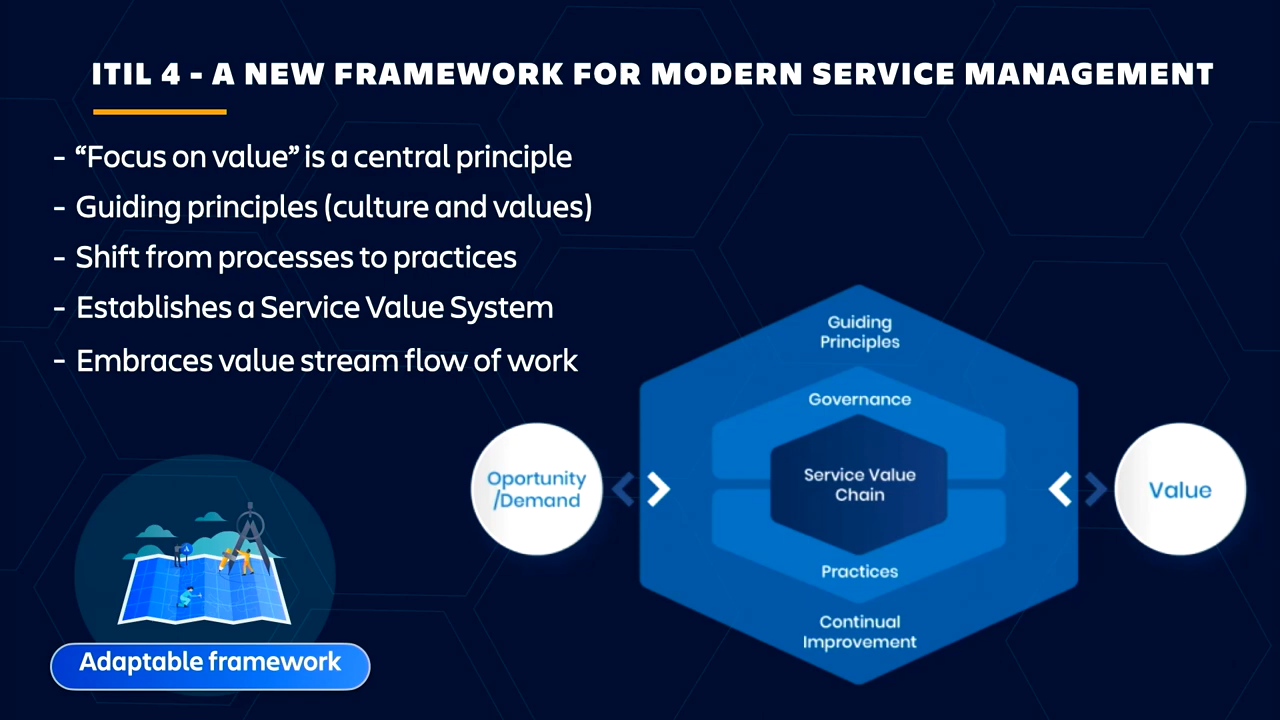 ITIL 4 - A NEW FRAMEWORK FOR MODERN SERVICE MANAGEMENT
- “Focus on value” is a central principle
- Guiding principles (culture and values)
- Shift from processes to practices
- Establishes a Service Value System
- Embraces value stream flow of work
Guiding
Principles
Governance
Service Value
Chain
Practices
Continual
Improvement
Oportunity
/Demand
Value
Adaptable framework